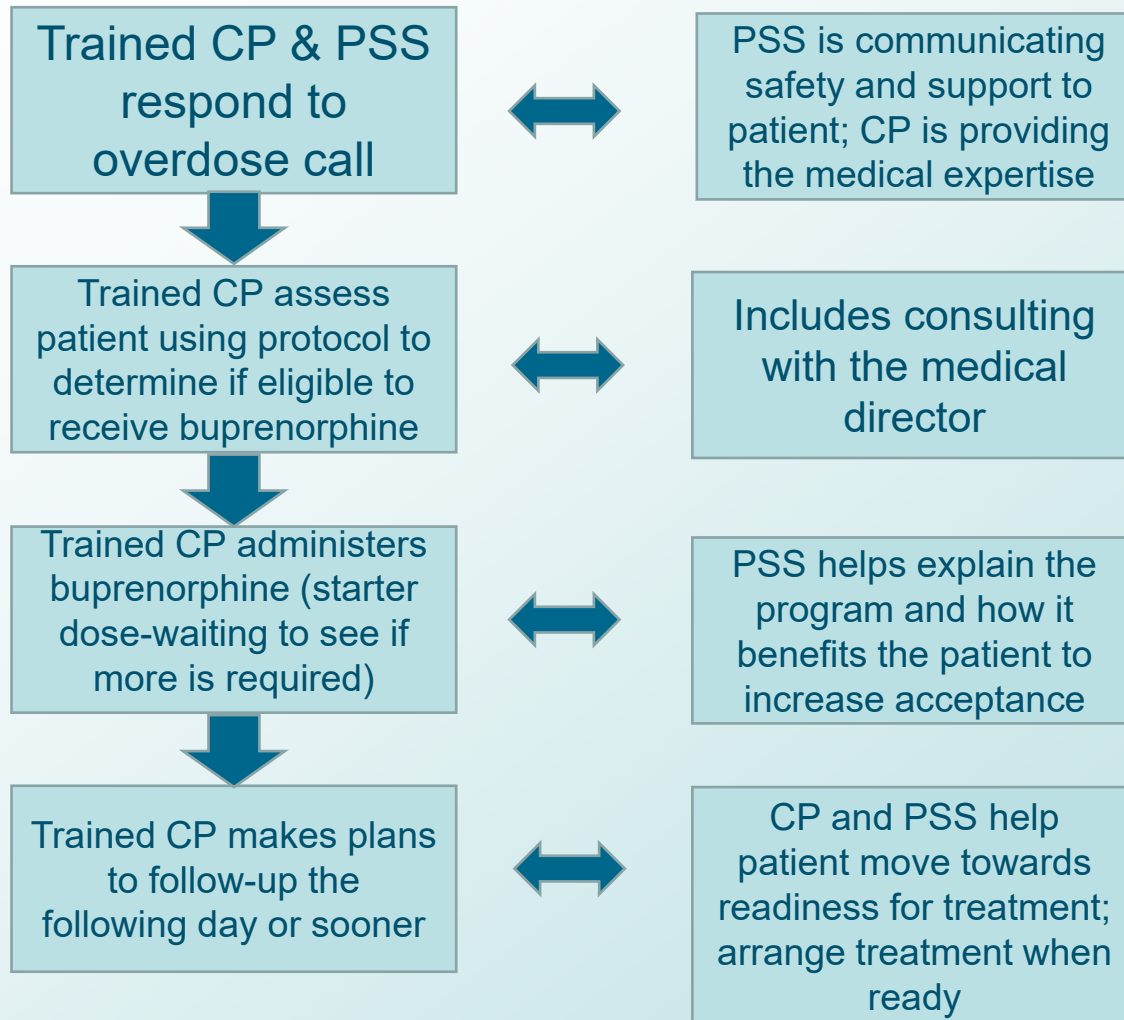 Trained CP & PSS
respond to
overdose call
PSS is communicating
safety and support to
patient; CP is providing
the medical expertise
Trained CP assess
patient using protocol to
determine if eligible to
receive buprenorphine
Includes consulting
with the medical
director
Trained CP administers
buprenorphine (starter
dose-waiting to see if
more is required)
PSS helps explain the
program and how it
benefits the patient to
increase acceptance
Trained CP makes plans
to follow-up the
following day or sooner
CP and PSS help
patient move towards
readiness for treatment;
arrange treatment when
ready